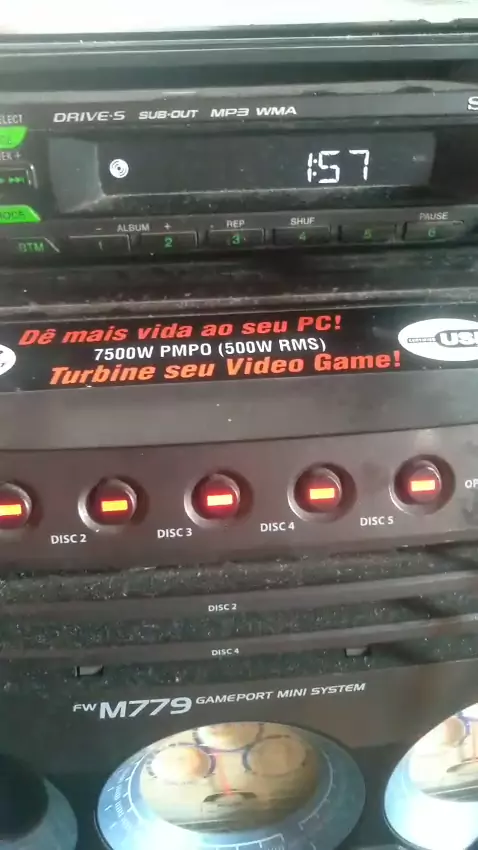 DRIVE·S SUB-OUT MP3 WMA
1:57
- ALBUM + REP SHUF PAUSE
BTM 1 2 3 4 5 6
Dê mais vida ao seu PC!
7500W PMPO (500W RMS)
Turbine seu Video Game!
DISC 2 DISC 3 DISC 4 DISC 5
DISC 2
DISC 4
FW M779 GAMEPORT MINI SYSTEM